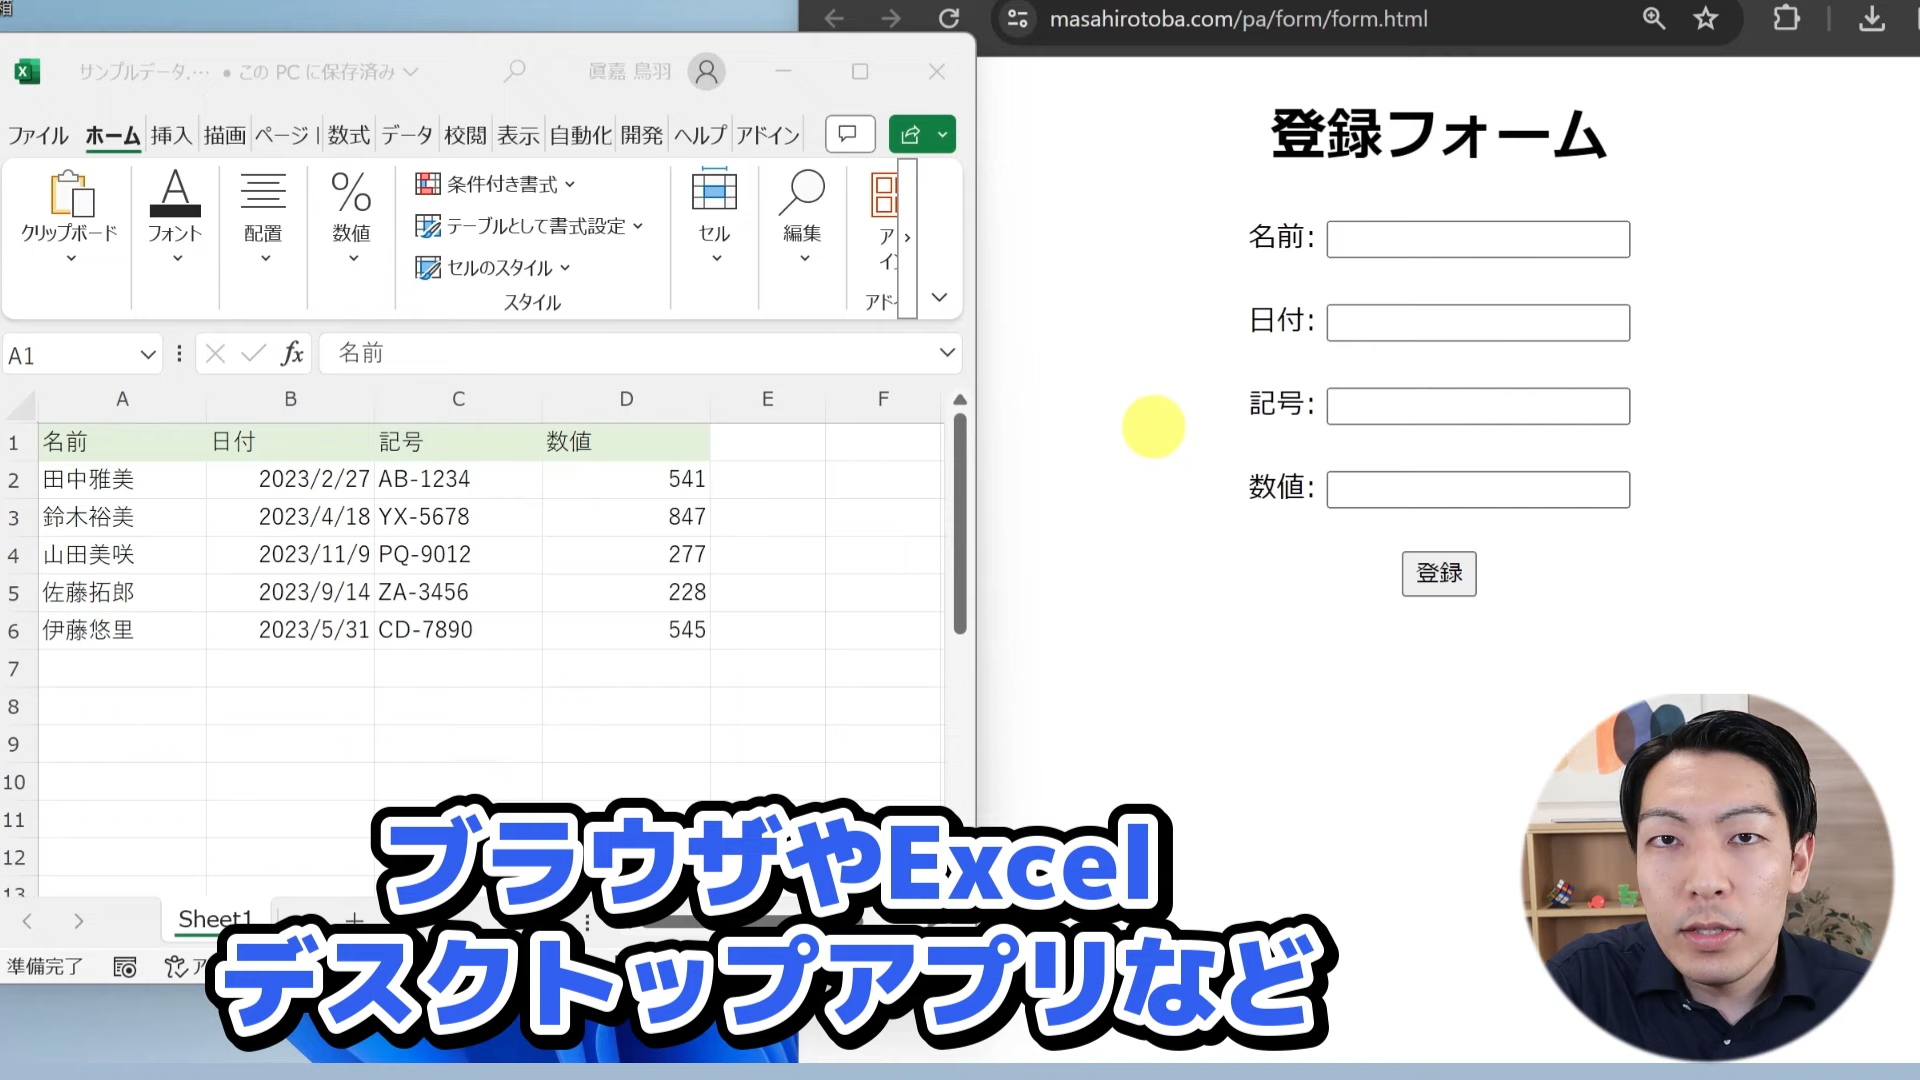 箱
サンプルデータ.… • この PC に保存済み
眞嘉 鳥羽
ファイル ホーム 挿入 描画 ページ 数式 データ 校閲 表示 自動化 開発 ヘルプ アドイン
クリップボード
フォント
配置
%
数値
条件付き書式
テーブルとして書式設定
セルのスタイル
スタイル
セル
編集
A1
fx
名前
A B C D E F
1 名前 日付 記号 数値
2 田中雅美 2023/2/27 AB-1234 541
3 鈴木裕美 2023/4/18 YX-5678 847
4 山田美咲 2023/11/9 PQ-9012 277
5 佐藤拓郎 2023/9/14 ZA-3456 228
6 伊藤悠里 2023/5/31 CD-7890 545
7
8
9
10
11
12
13
Sheet1
準備完了
masahirotoba.com/pa/form/form.html
登録フォーム
名前:
日付:
記号:
数値:
登録
ブラウザやExcel
デスクトップアプリなど